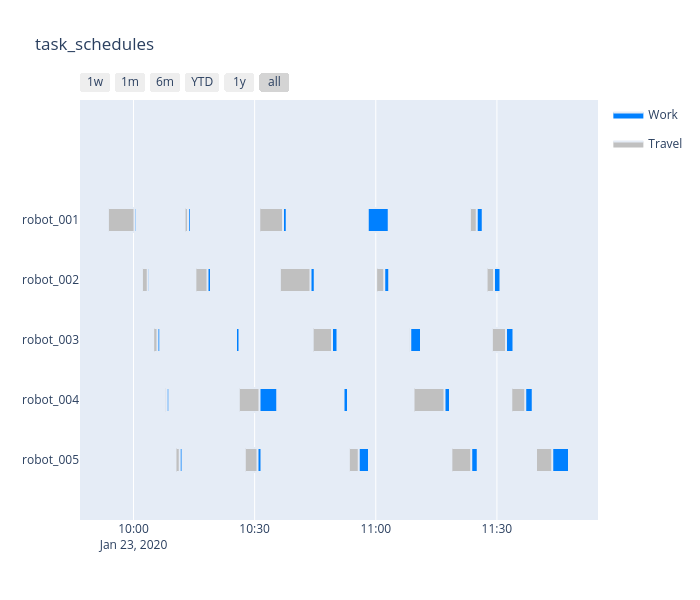 task_schedules
1w 1m 6m YTD 1y all
Work
Travel
robot_001
robot_002
robot_003
robot_004
robot_005
10:00 10:30 11:00 11:30
Jan 23, 2020